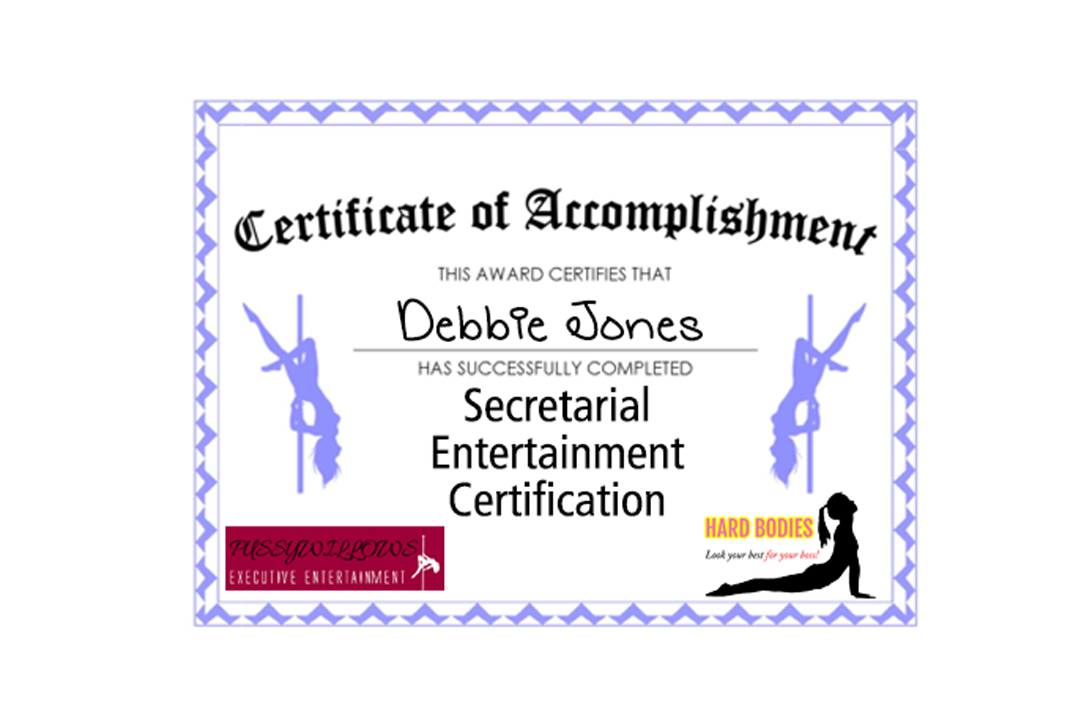 Certificate of Accomplishment
THIS AWARD CERTIFIES THAT
Debbie Jones
HAS SUCCESSFULLY COMPLETED
Secretarial
Entertainment
Certification
PUSSYWILLOWS
EXECUTIVE ENTERTAINMENT
HARD BODIES
Look your best for your boss!